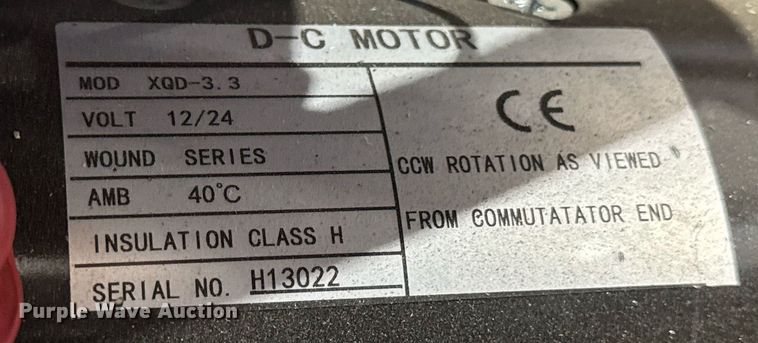 D-C MOTOR
MOD XQD-3.3
VOLT 12/24
WOUND SERIES
AMB 40°C
INSULATION CLASS H
SERIAL NO. H13022
CE
CCW ROTATION AS VIEWED
FROM COMMUTATATOR END
Purple Wave Auction